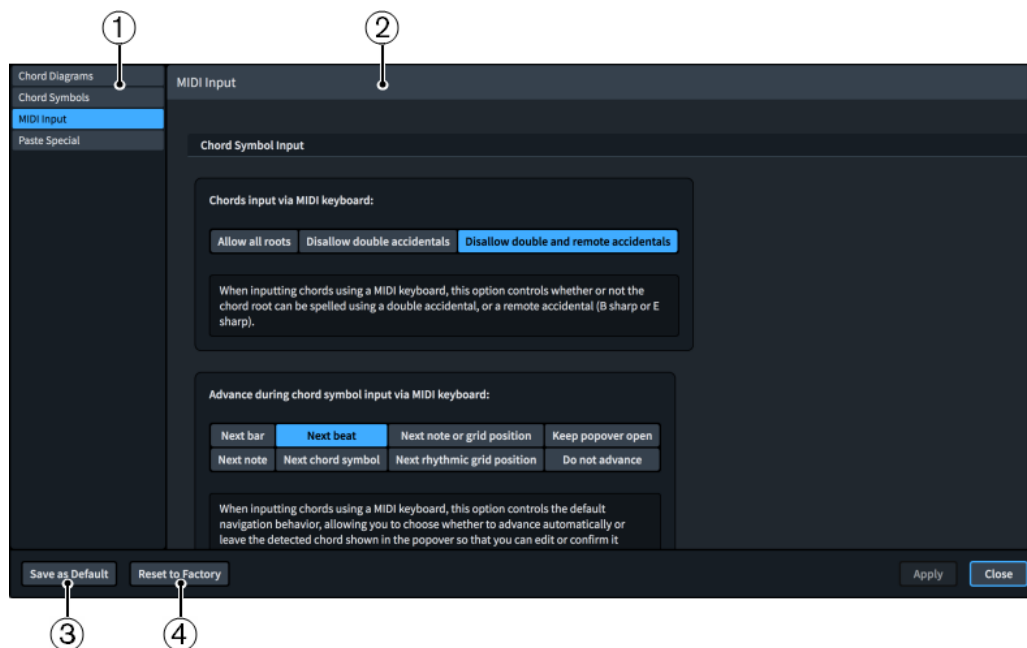 ① ②
Chord Diagrams
Chord Symbols
MIDI Input
Paste Special
MIDI Input
Chord Symbol Input
Chords input via MIDI keyboard:
Allow all roots Disallow double accidentals Disallow double and remote accidentals
When inputting chords using a MIDI keyboard, this option controls whether or not the
chord root can be spelled using a double accidental, or a remote accidental (B sharp or E
sharp).
Advance during chord symbol input via MIDI keyboard:
Next bar Next beat Next note or grid position Keep popover open
Next note Next chord symbol Next rhythmic grid position Do not advance
When inputting chords using a MIDI keyboard, this option controls the default
navigation behavior, allowing you to choose whether to advance automatically or
leave the detected chord shown in the popover so that you can edit or confirm it
Save as Default Reset to Factory Apply Close
③ ④